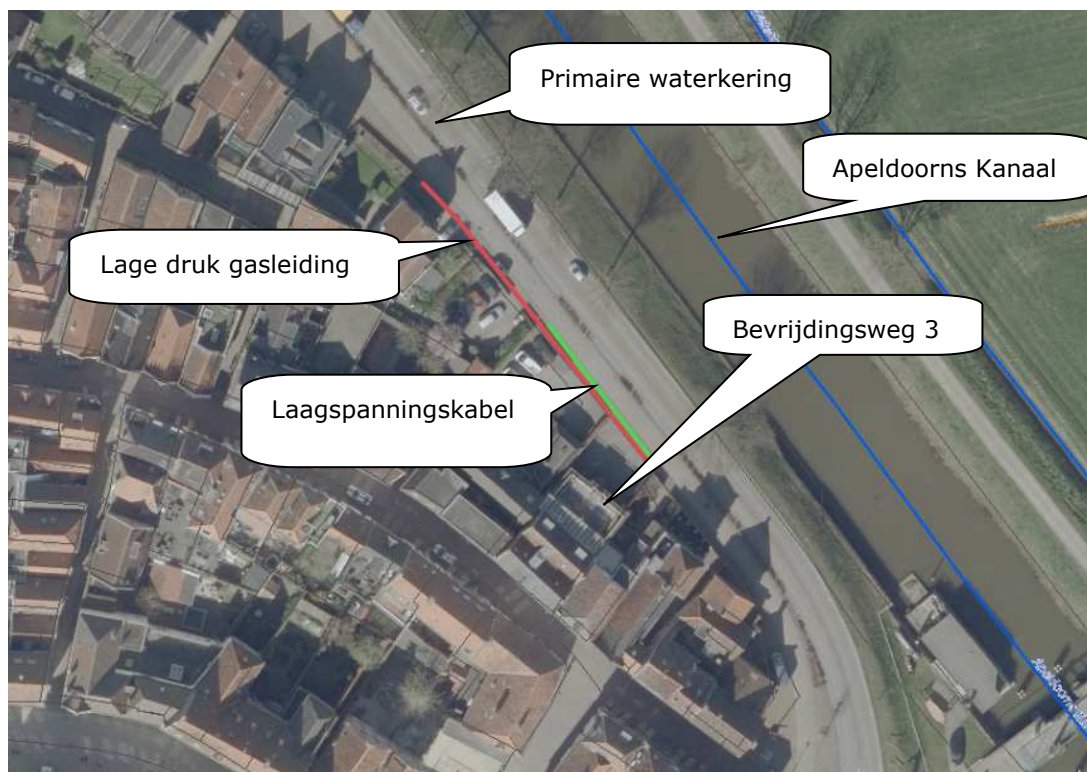 Primaire waterkering
Apeldoorns Kanaal
Lage druk gasleiding
Bevrijdingsweg 3
Laagspanningskabel